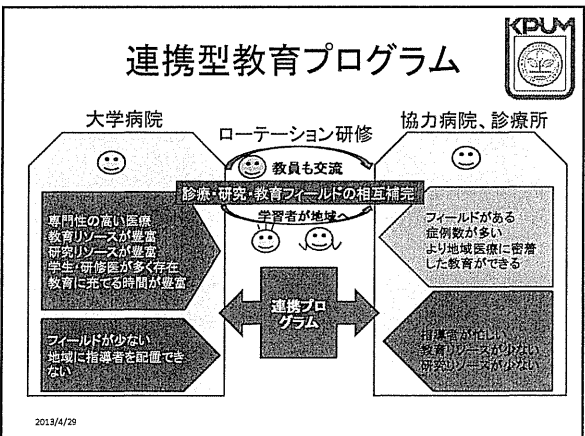 KPUM
連携型教育プログラム
大学病院
ローテーション研修
協力病院、診療所
教員も交流
診療・研究・教育フィールドの相互補完
学習者が地域へ
専門性の高い医療
教育リソースが豊富
研究リソースが豊富
学生・研修医が多く存在
教育に充てる時間が豊富
フィールドがある
症例数が多い
より地域医療に密着
した教育ができる
連携プロ
グラム
フィールドが少ない
地域に指導者を配置でき
ない
指導者が忙しい
教育リソースが少ない
研究リソースが少ない
2013/4/29